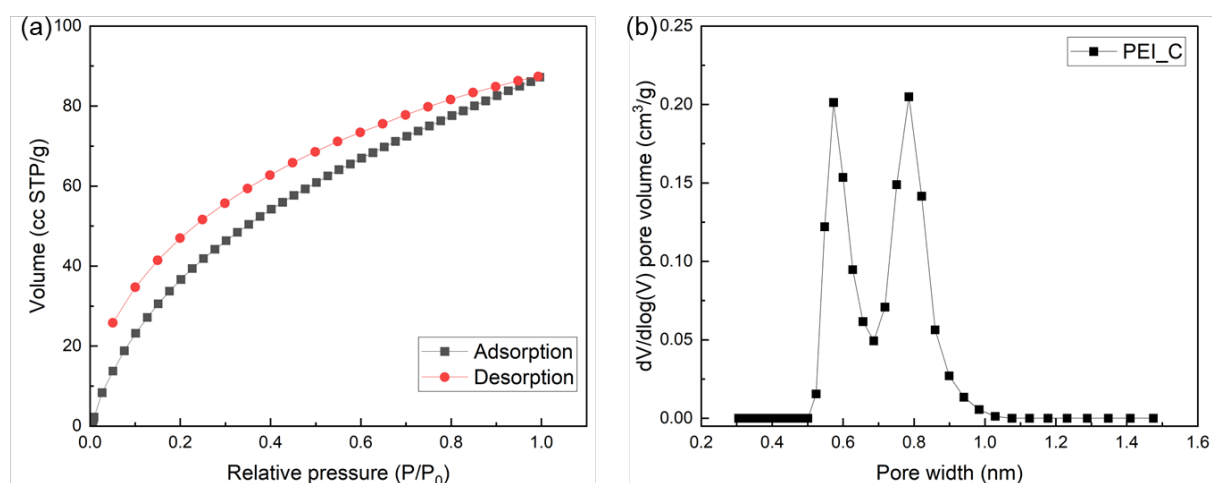 (a)
100
80
60
40
20
0
Volume (cc STP/g)
Adsorption
Desorption
0.0 0.2 0.4 0.6 0.8 1.0
Relative pressure (P/P₀)
(b)
0.25
0.20
0.15
0.10
0.05
0.00
dV/dlog(V) pore volume (cm³/g)
PEI_C
0.2 0.4 0.6 0.8 1.0 1.2 1.4 1.6
Pore width (nm)